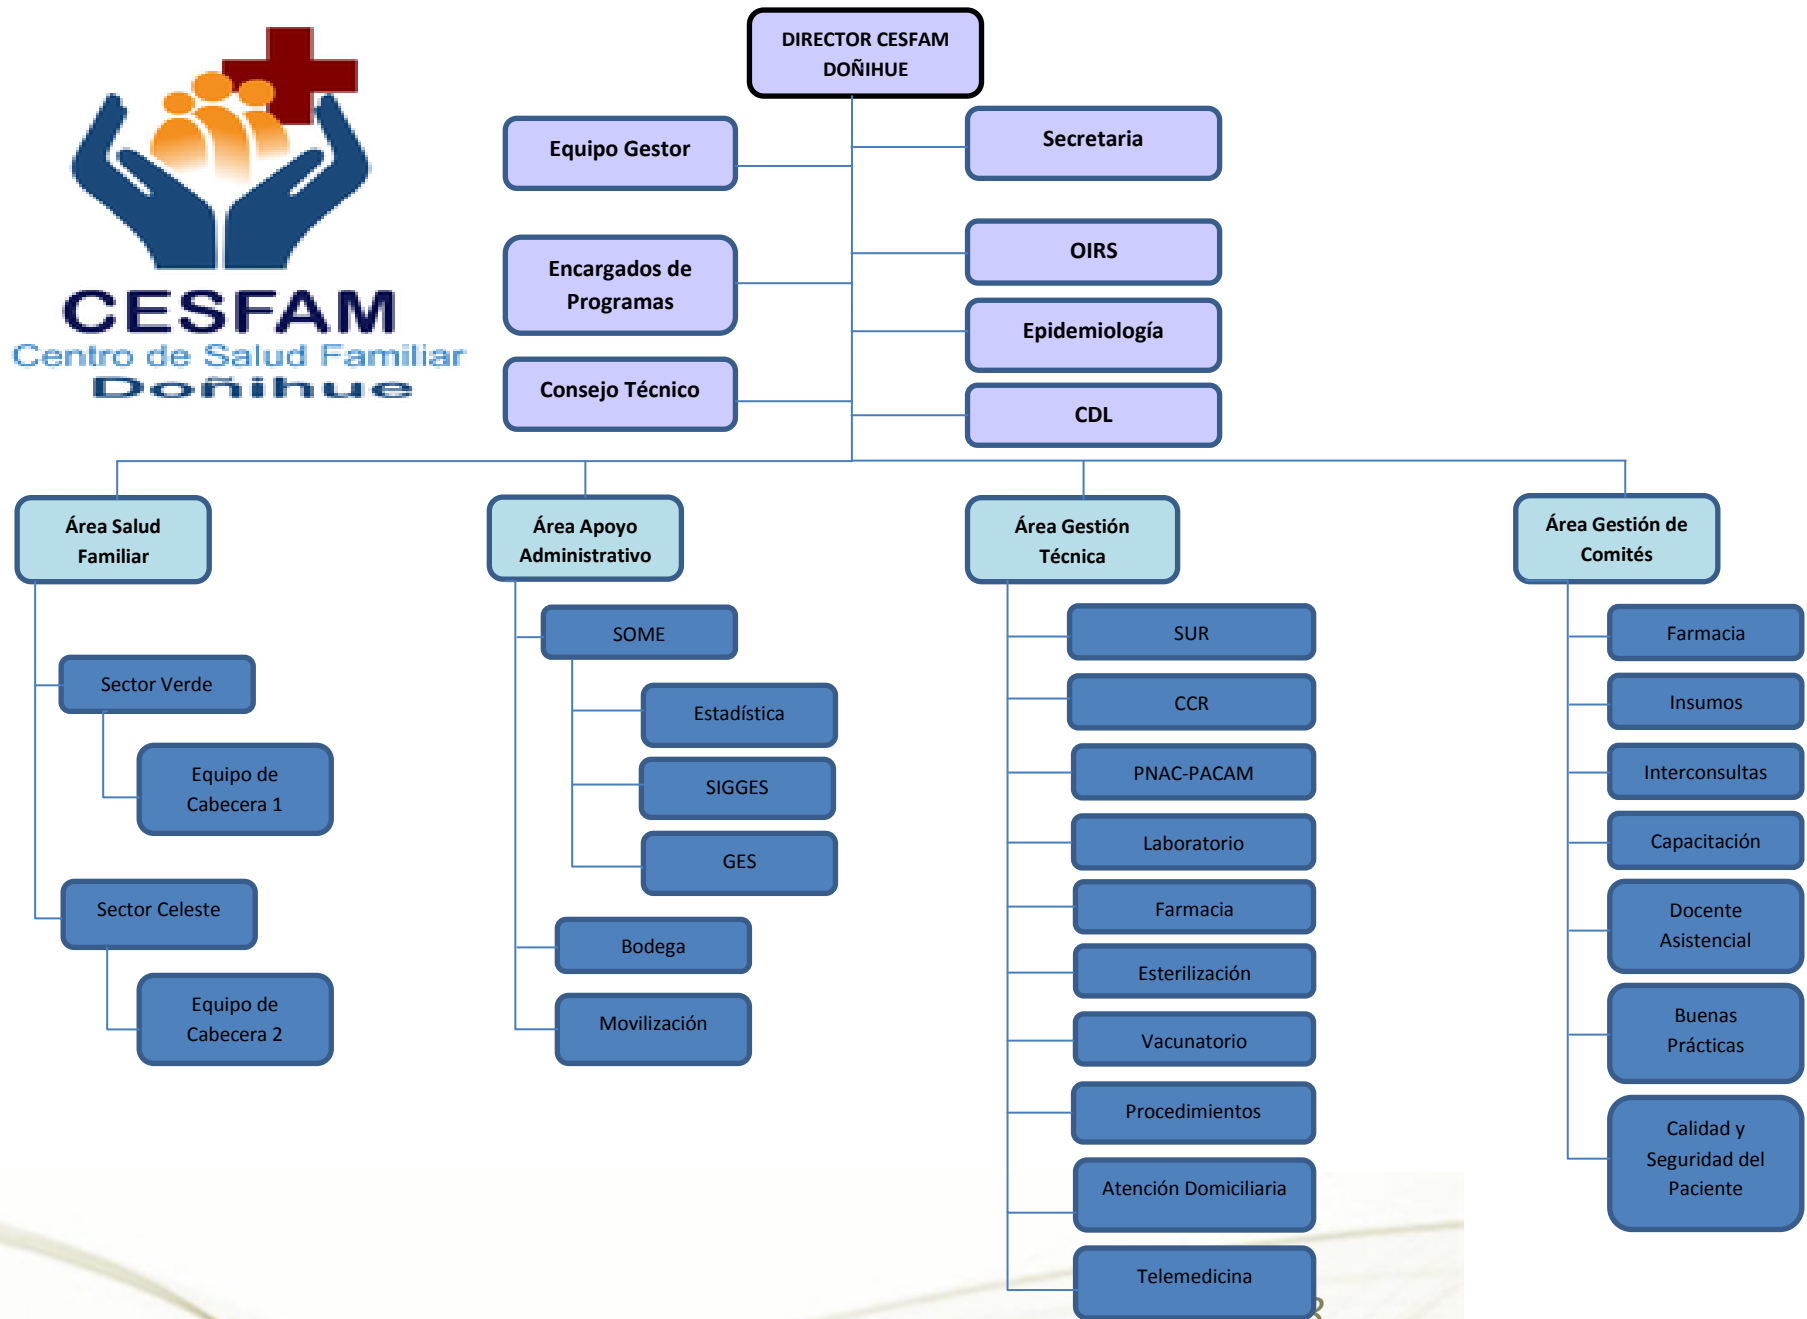 CESFAM
Centro de Salud Familiar
Doñihue
DIRECTOR CESFAM
DOÑIHUE
Equipo Gestor
Secretaria
Encargados de
Programas
OIRS
Epidemiología
Consejo Técnico
CDL
Área Salud
Familiar
Sector Verde
Equipo de
Cabecera 1
Sector Celeste
Equipo de
Cabecera 2
Área Apoyo
Administrativo
SOME
Estadística
SIGGES
GES
Bodega
Movilización
Área Gestión
Técnica
SUR
CCR
PNAC-PACAM
Laboratorio
Farmacia
Esterilización
Vacunatorio
Procedimientos
Atención Domiciliaria
Telemedicina
Área Gestión de
Comités
Farmacia
Insumos
Interconsultas
Capacitación
Docente
Asistencial
Buenas
Prácticas
Calidad y
Seguridad del
Paciente